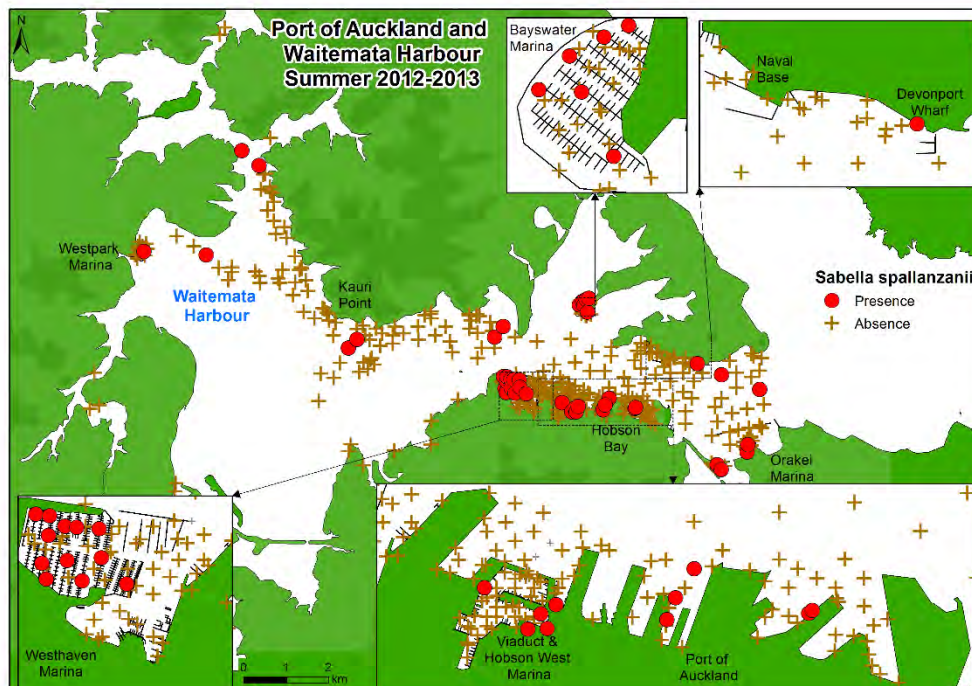 N
Port of Auckland and
Waitemata Harbour
Summer 2012-2013
Bayswater
Marina
Naval
Base
Devonport
Wharf
Westpark
Marina
Waitemata
Harbour
Kauri
Point
Sabella spallanzanii
Presence
Absence
Hobson
Bay
Orakei
Marina
Westhaven
Marina
0 1 2
km
Viaduct &
Hobson West
Marina
Port of
Auckland